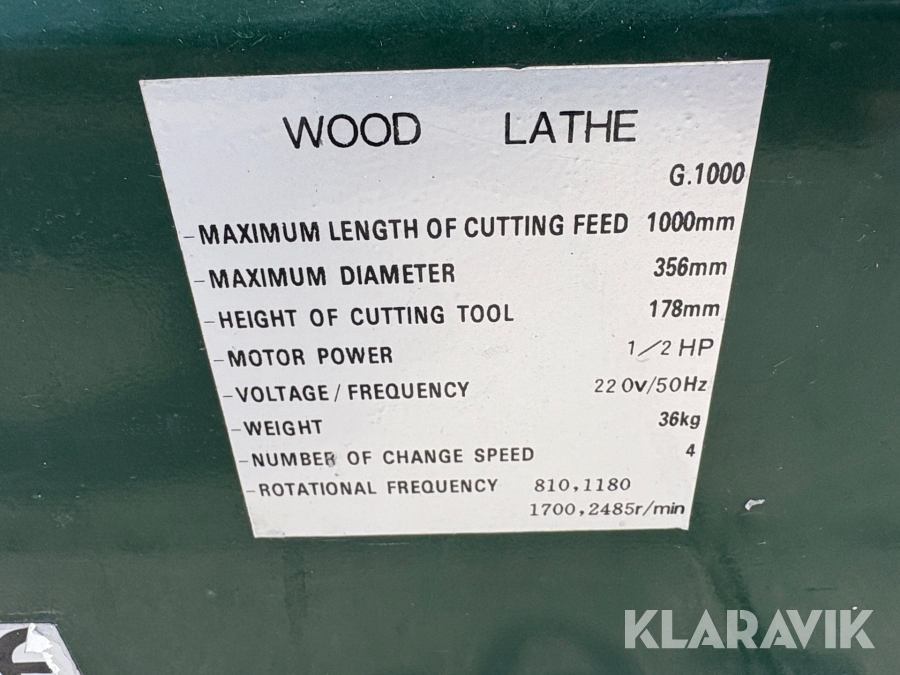 WOOD LATHE
G.1000
-MAXIMUM LENGTH OF CUTTING FEED 1000mm
-MAXIMUM DIAMETER 356mm
-HEIGHT OF CUTTING TOOL 178mm
-MOTOR POWER 1/2 HP
-VOLTAGE/FREQUENCY 220v/50Hz
-WEIGHT 36kg
-NUMBER OF CHANGE SPEED 4
-ROTATIONAL FREQUENCY 810,1180
1700,2485r/min
KLARAVIK